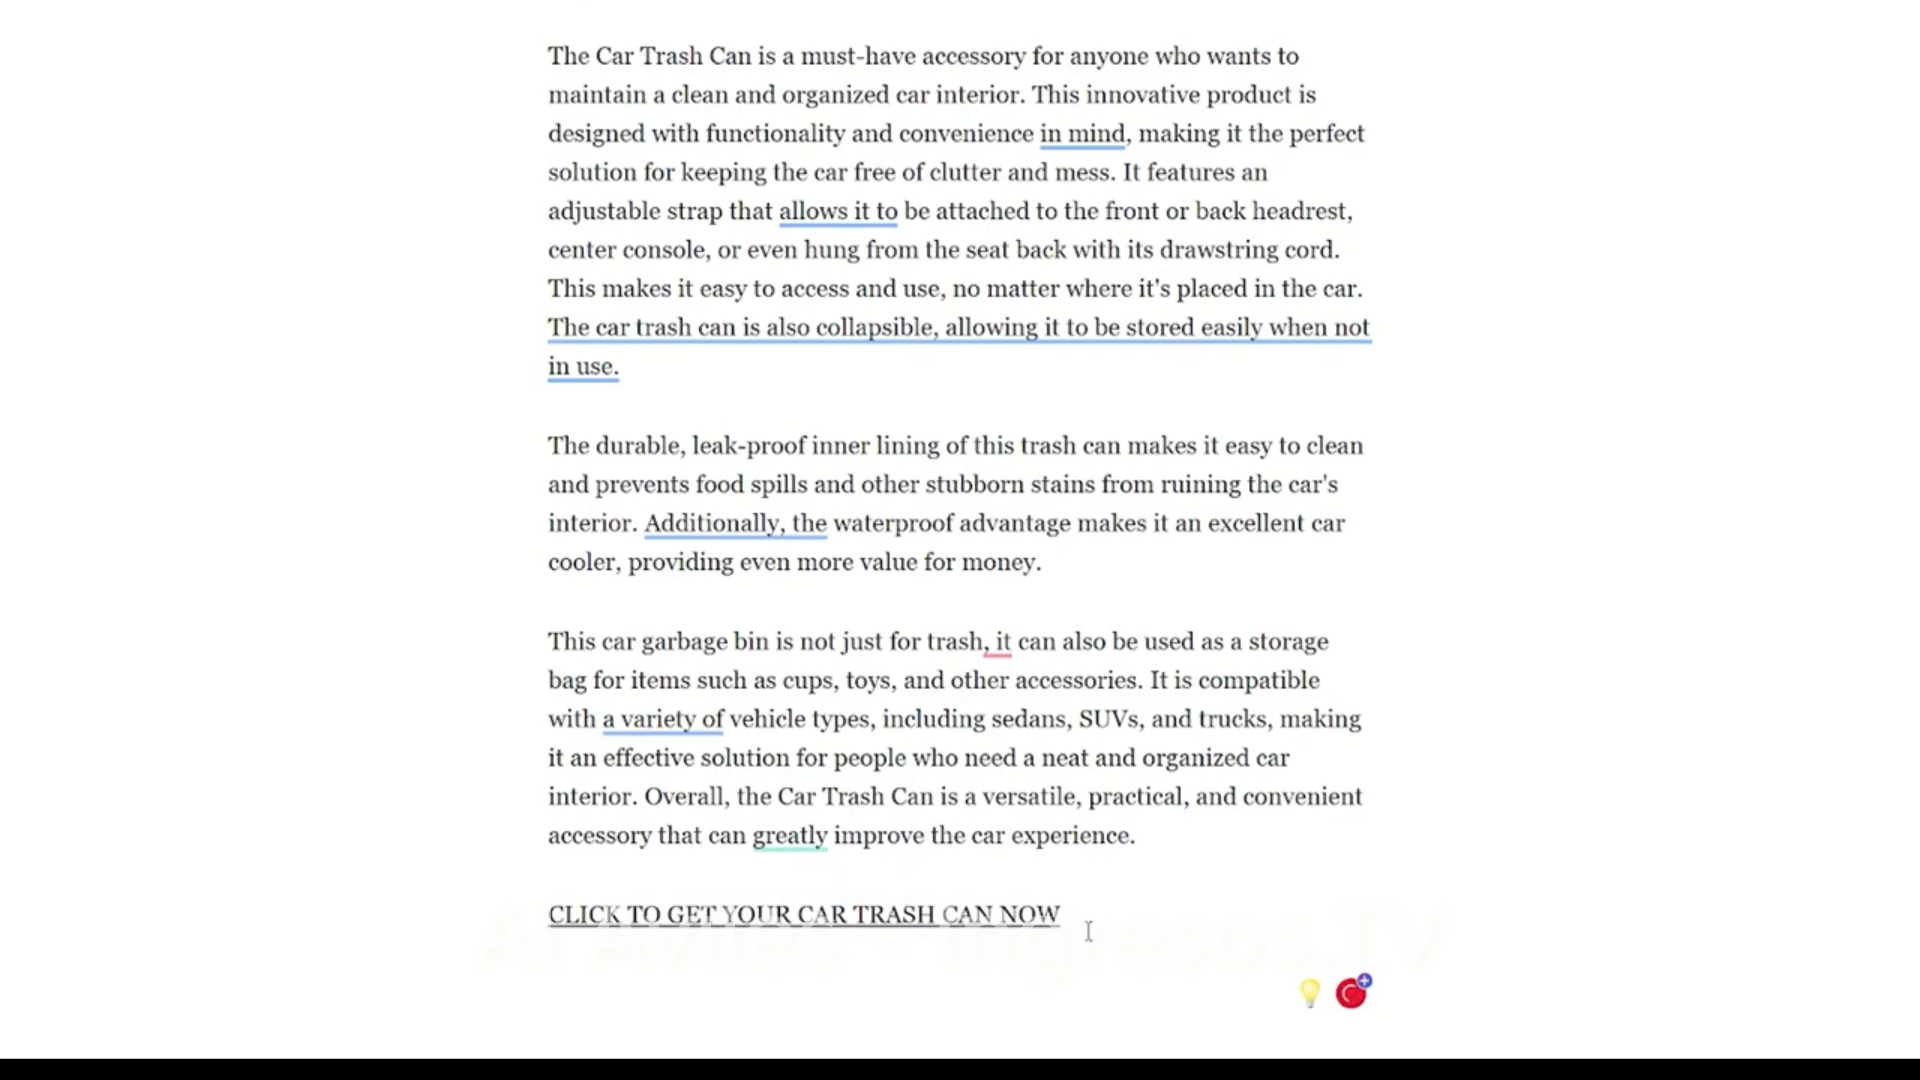 The Car Trash Can is a must-have accessory for anyone who wants to
maintain a clean and organized car interior. This innovative product is
designed with functionality and convenience in mind, making it the perfect
solution for keeping the car free of clutter and mess. It features an
adjustable strap that allows it to be attached to the front or back headrest,
center console, or even hung from the seat back with its drawstring cord.
This makes it easy to access and use, no matter where it's placed in the car.
The car trash can is also collapsible, allowing it to be stored easily when not
in use.
The durable, leak-proof inner lining of this trash can makes it easy to clean
and prevents food spills and other stubborn stains from ruining the car's
interior. Additionally, the waterproof advantage makes it an excellent car
cooler, providing even more value for money.
This car garbage bin is not just for trash, it can also be used as a storage
bag for items such as cups, toys, and other accessories. It is compatible
with a variety of vehicle types, including sedans, SUVs, and trucks, making
it an effective solution for people who need a neat and organized car
interior. Overall, the Car Trash Can is a versatile, practical, and convenient
accessory that can greatly improve the car experience.
CLICK TO GET YOUR CAR TRASH CAN NOW
Al Aviles - Ingresos.TV